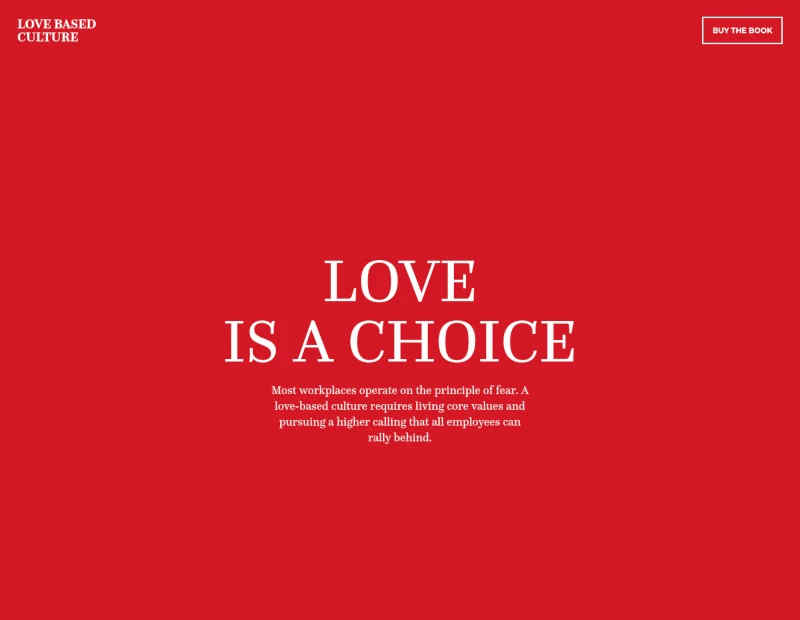 LOVE BASED
CULTURE
BUY THE BOOK
LOVE
IS A CHOICE
Most workplaces operate on the principle of fear. A
love-based culture requires living core values and
pursuing a higher calling that all employees can
rally behind.